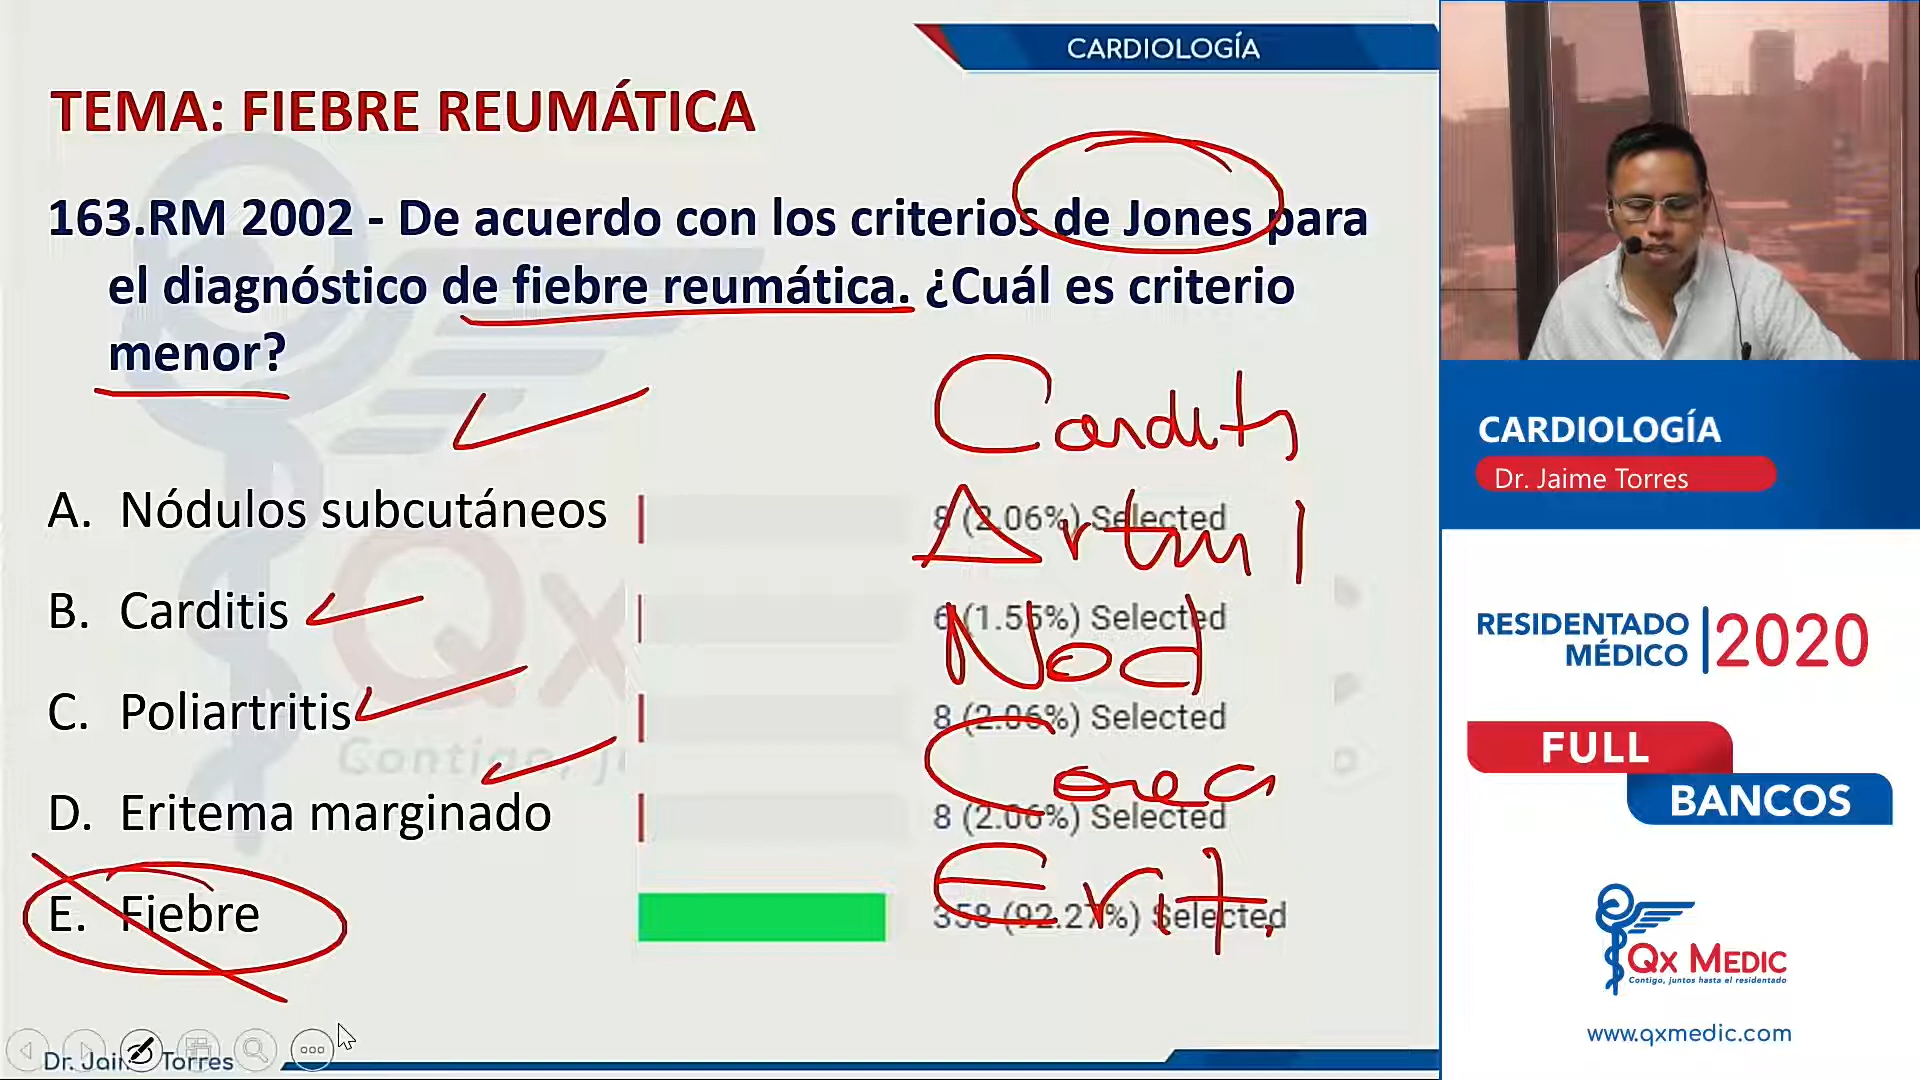 CARDIOLOGÍA
TEMA: FIEBRE REUMÁTICA
163.RM 2002 - De acuerdo con los criterios de Jones para
el diagnóstico de fiebre reumática. ¿Cuál es criterio
menor?
A. Nódulos subcutáneos
8 (2.06%) Selected
B. Carditis
6 (1.55%) Selected
C. Poliartritis
8 (2.06%) Selected
D. Eritema marginado
8 (2.06%) Selected
E. Fiebre
358 (92.27%) Selected
Nod
Corea
Erit.
Qx
Contigo, j
Dr. Torres
CARDIOLOGÍA
Dr. Jaime Torres
RESIDENTADO
MÉDICO
2020
FULL
BANCOS
QX MEDIC
Contigo, juntos hasta el residentado
www.qxmedic.com